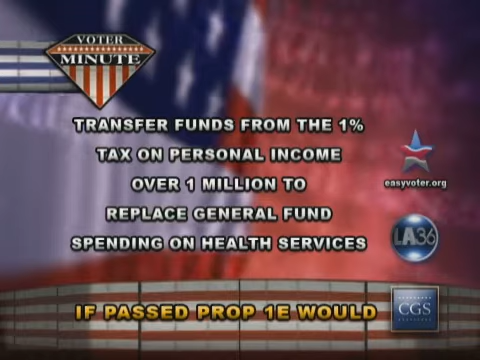 VOTER
MINUTE
TRANSFER FUNDS FROM THE 1%
TAX ON PERSONAL INCOME
OVER 1 MILLION TO
REPLACE GENERAL FUND
SPENDING ON HEALTH SERVICES
easyvoter.org
LA36
IF PASSED PROP 1E WOULD
CGS